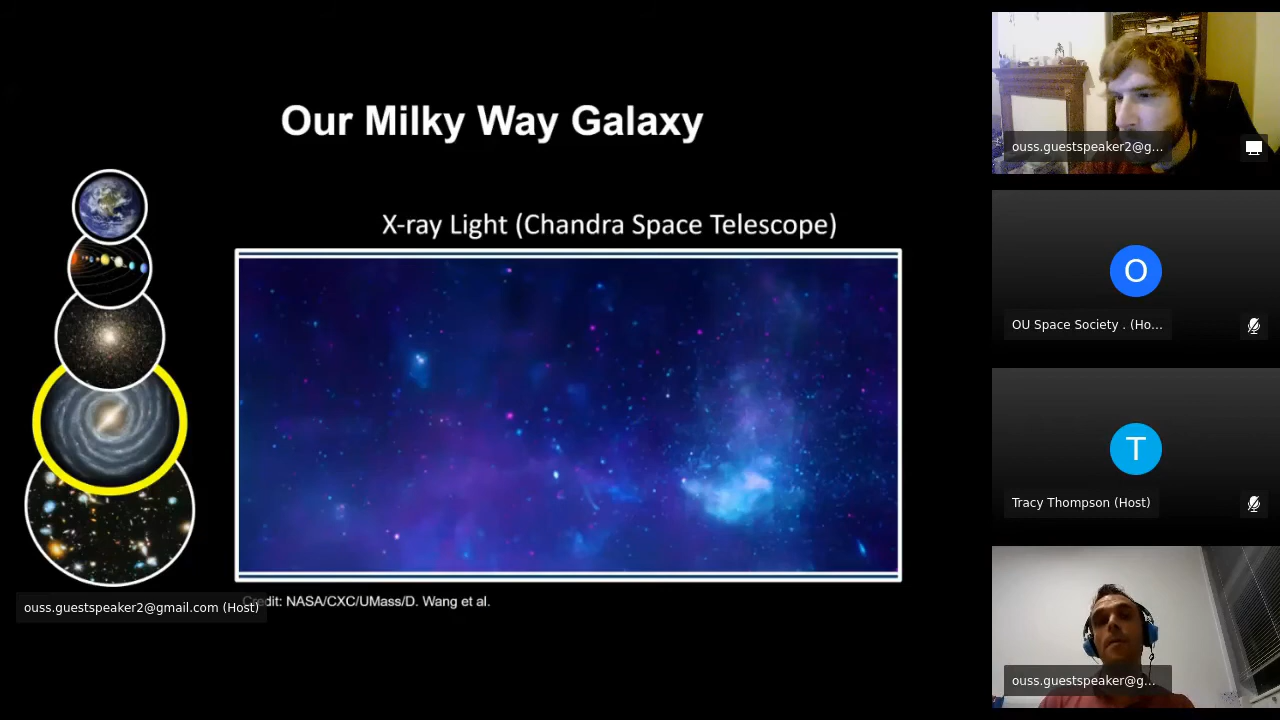 Our Milky Way Galaxy
X-ray Light (Chandra Space Telescope)
Credit: NASA/CXC/UMass/D. Wang et al.
ouss.guestspeaker2@gmail.com (Host)
ouss.guestspeaker2@g...
O
OU Space Society . (Ho...
T
Tracy Thompson (Host)
ouss.guestspeaker@g...